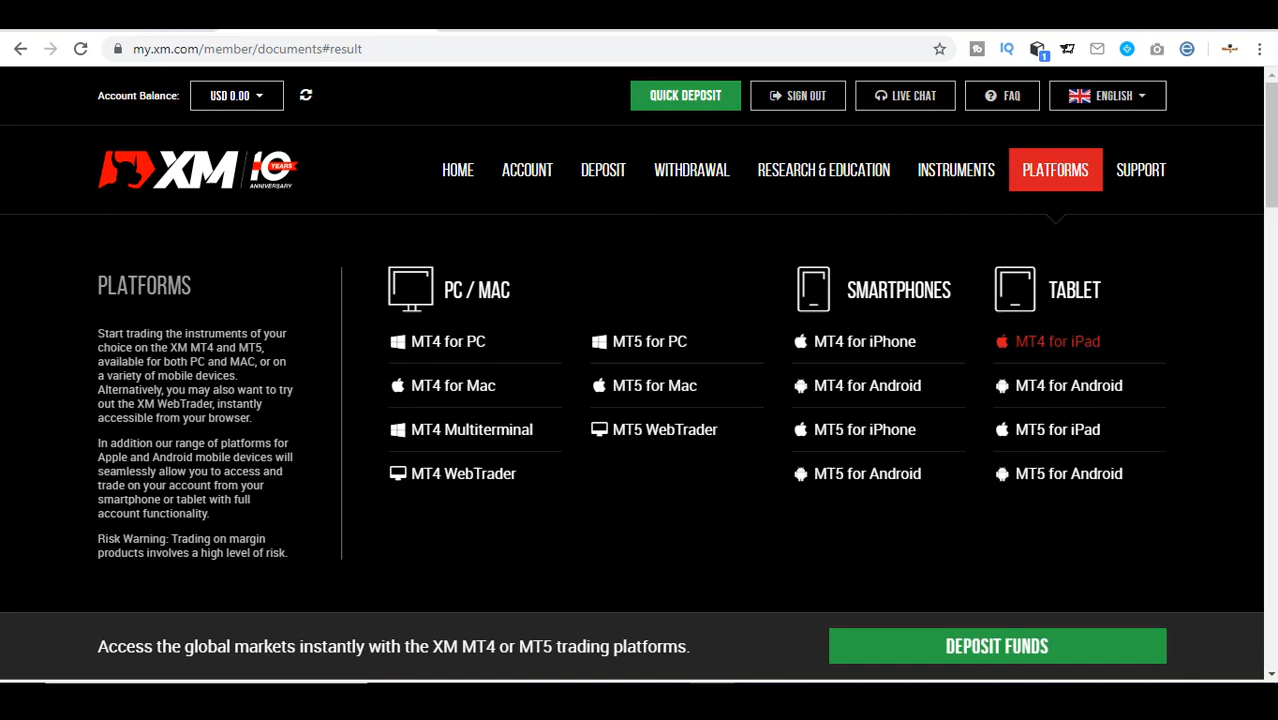 my.xm.com/member/documents#result
1
Account Balance:
USD 0.00
QUICK DEPOSIT
SIGN OUT
LIVE CHAT
FAQ
ENGLISH
XM 10 YEARS ANNIVERSARY
HOME
ACCOUNT
DEPOSIT
WITHDRAWAL
RESEARCH & EDUCATION
INSTRUMENTS
PLATFORMS
SUPPORT
PLATFORMS
Start trading the instruments of your
choice on the XM MT4 and MT5,
available for both PC and MAC, or on
a variety of mobile devices.
Alternatively, you may also want to try
out the XM WebTrader, instantly
accessible from your browser.
In addition our range of platforms for
Apple and Android mobile devices will
seamlessly allow you to access and
trade on your account from your
smartphone or tablet with full
account functionality.
Risk Warning: Trading on margin
products involves a high level of risk.
PC / MAC
MT4 for PC
MT4 for Mac
MT4 Multiterminal
MT4 WebTrader
MT5 for PC
MT5 for Mac
MT5 WebTrader
SMARTPHONES
MT4 for iPhone
MT4 for Android
MT5 for iPhone
MT5 for Android
TABLET
MT4 for iPad
MT4 for Android
MT5 for iPad
MT5 for Android
Access the global markets instantly with the XM MT4 or MT5 trading platforms.
DEPOSIT FUNDS